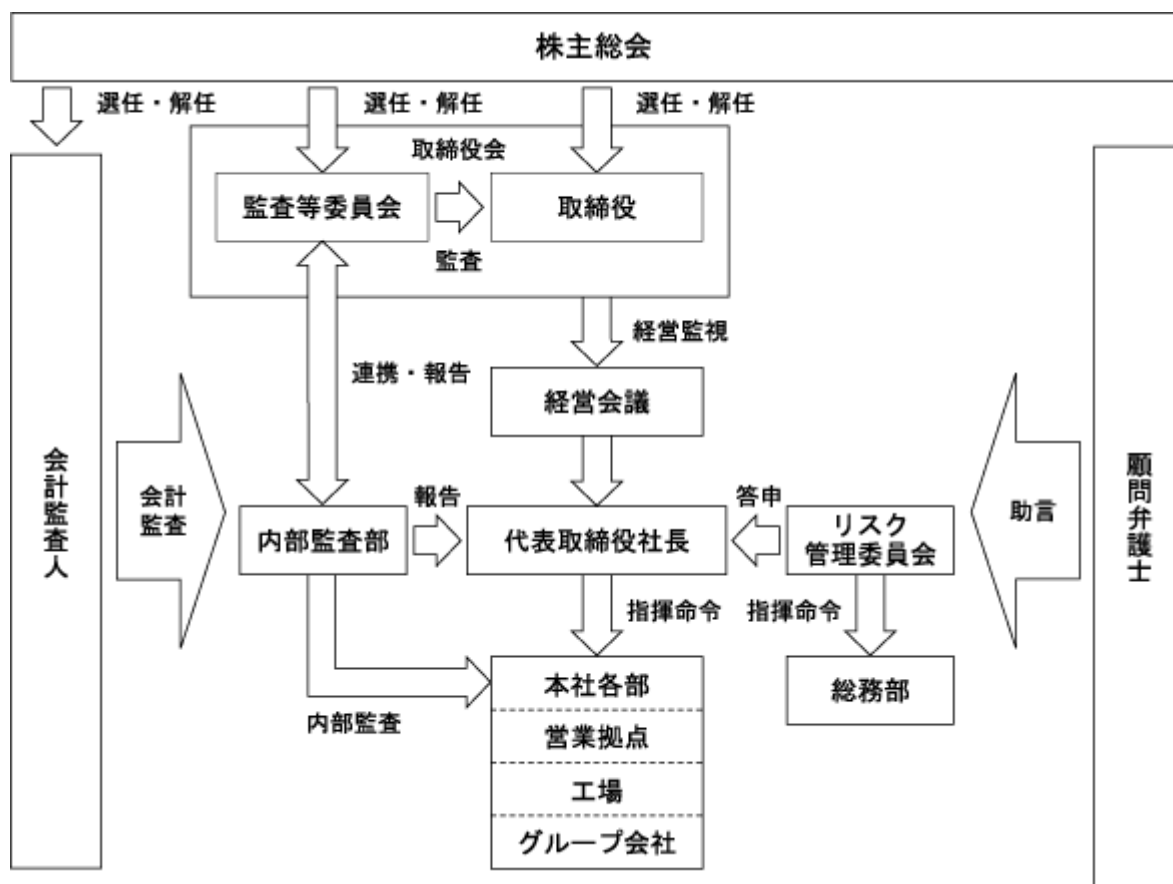 株主総会
選任・解任
選任・解任
選任・解任
取締役会
監査等委員会
取締役
監査
経営監視
連携・報告
経営会議
会計監査人
会計
監査
報告
答申
内部監査部
代表取締役社長
リスク
管理委員会
助言
顧問弁護士
指揮命令
指揮命令
本社各部
総務部
内部監査
営業拠点
工場
グループ会社